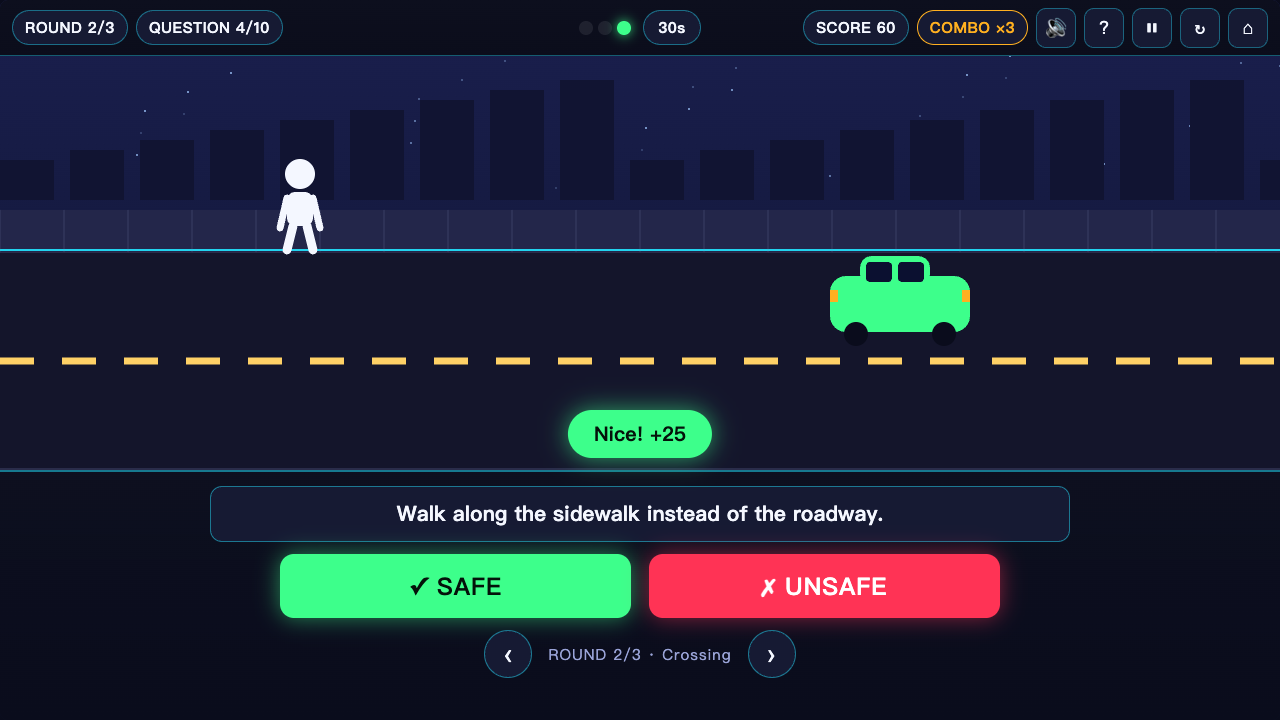 ROUND 2/3
QUESTION 4/10
30s
SCORE 60
COMBO ×3
?
Nice! +25
Walk along the sidewalk instead of the roadway.
✓ SAFE
✗ UNSAFE
‹ ROUND 2/3 · Crossing ›